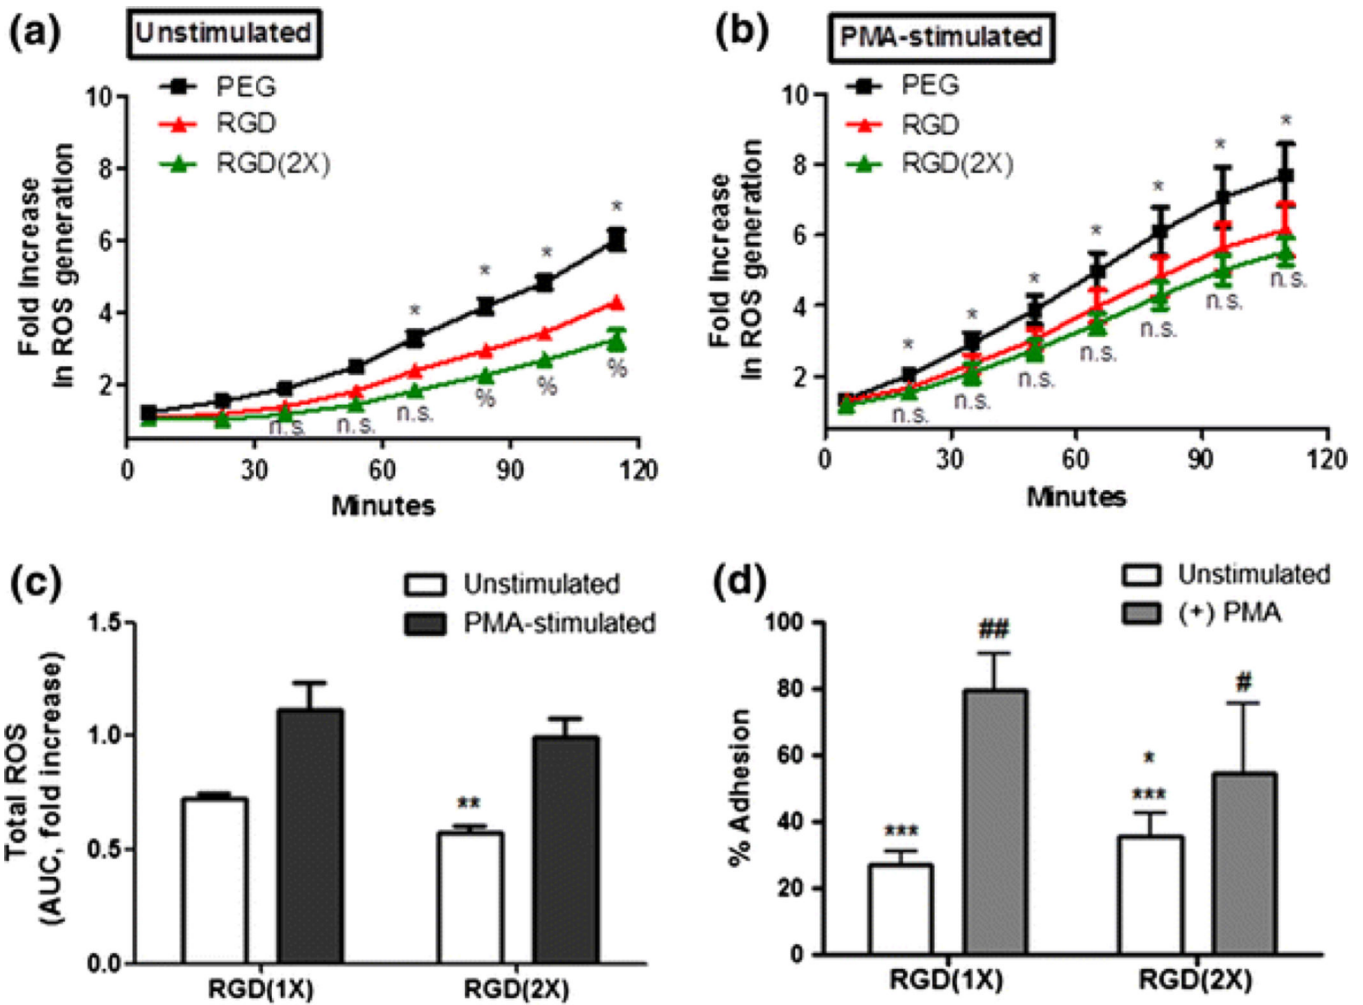 (a)
Unstimulated
PEG
RGD
RGD(2X)
Fold Increase
In ROS generation
10
8
6
4
2
*
*
*
*
n.s.
n.s.
n.s.
%
%
%
0
30
60
90
120
Minutes
(b)
PMA-stimulated
PEG
RGD
RGD(2X)
Fold Increase
In ROS generation
10
8
6
4
2
*
*
*
*
*
*
*
n.s.
n.s.
n.s.
n.s.
n.s.
n.s.
n.s.
0
30
60
90
120
Minutes
(c)
Unstimulated
PMA-stimulated
Total ROS
(AUC, fold increase)
1.5
1.0
0.5
0.0
**
RGD(1X)
RGD(2X)
(d)
Unstimulated
(+) PMA
% Adhesion
100
80
60
40
20
0
***
##
*
***
#
RGD(1X)
RGD(2X)